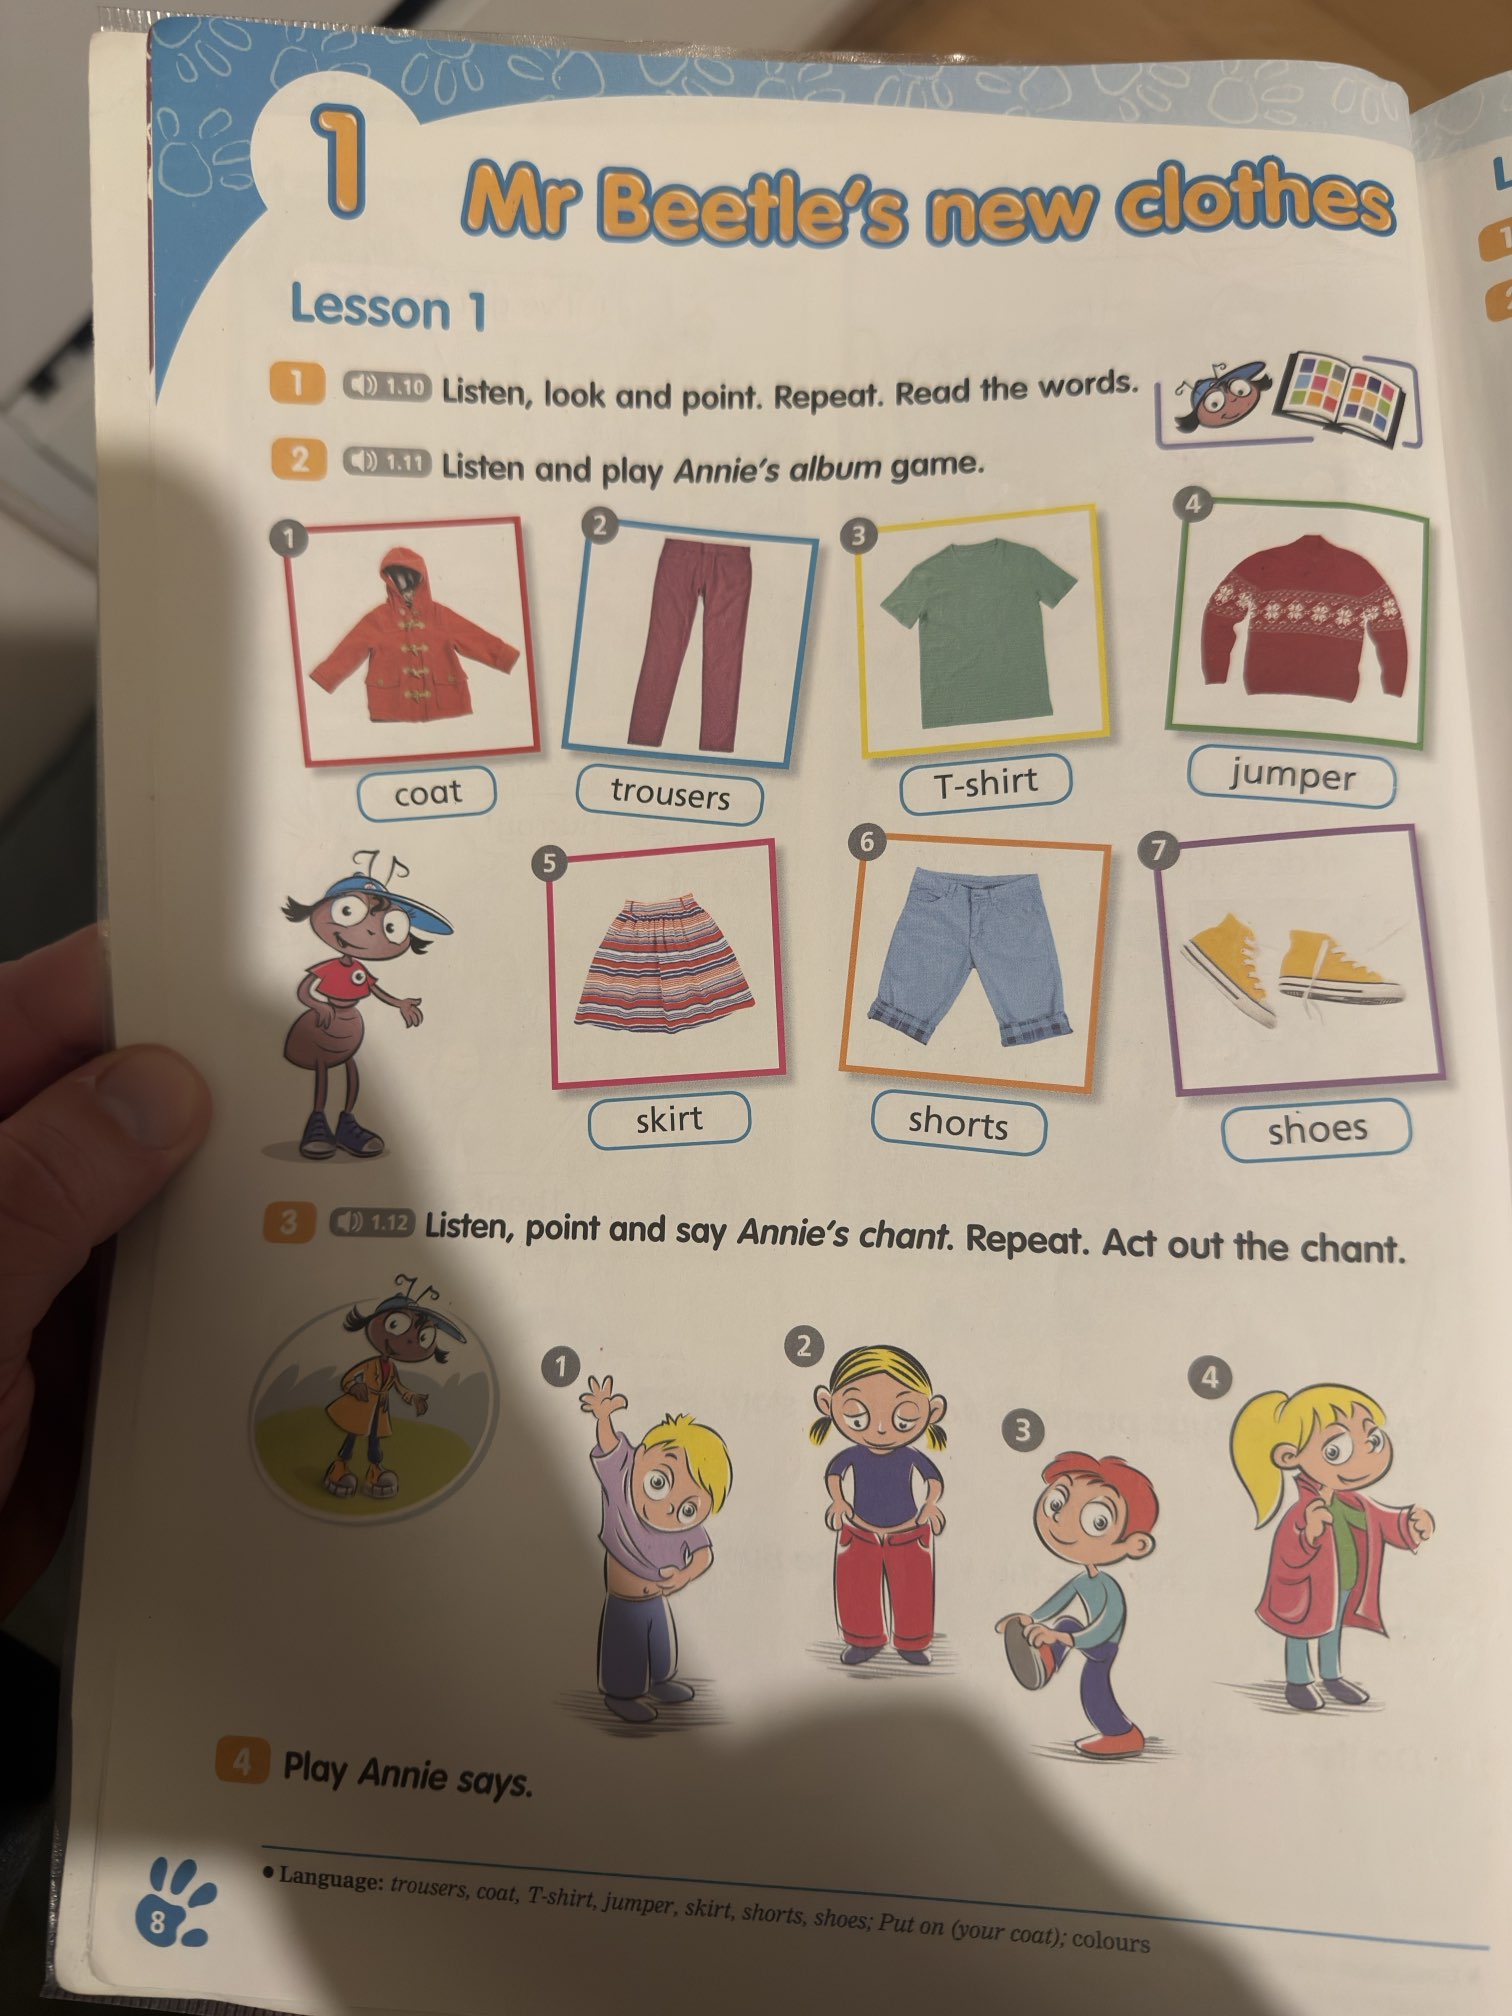 1
Mr Beetle's new clothes
Lesson 1
1 1.10 Listen, look and point. Repeat. Read the words.
2 1.11 Listen and play Annie's album game.
1
2
3
4
coat
trousers
T-shirt
jumper
5
6
7
skirt
shorts
shoes
3 1.12 Listen, point and say Annie's chant. Repeat. Act out the chant.
1
2
3
4
4 Play Annie says.
• Language: trousers, coat, T-shirt, jumper, skirt, shorts, shoes; Put on (your coat); colours
8
L
1
2